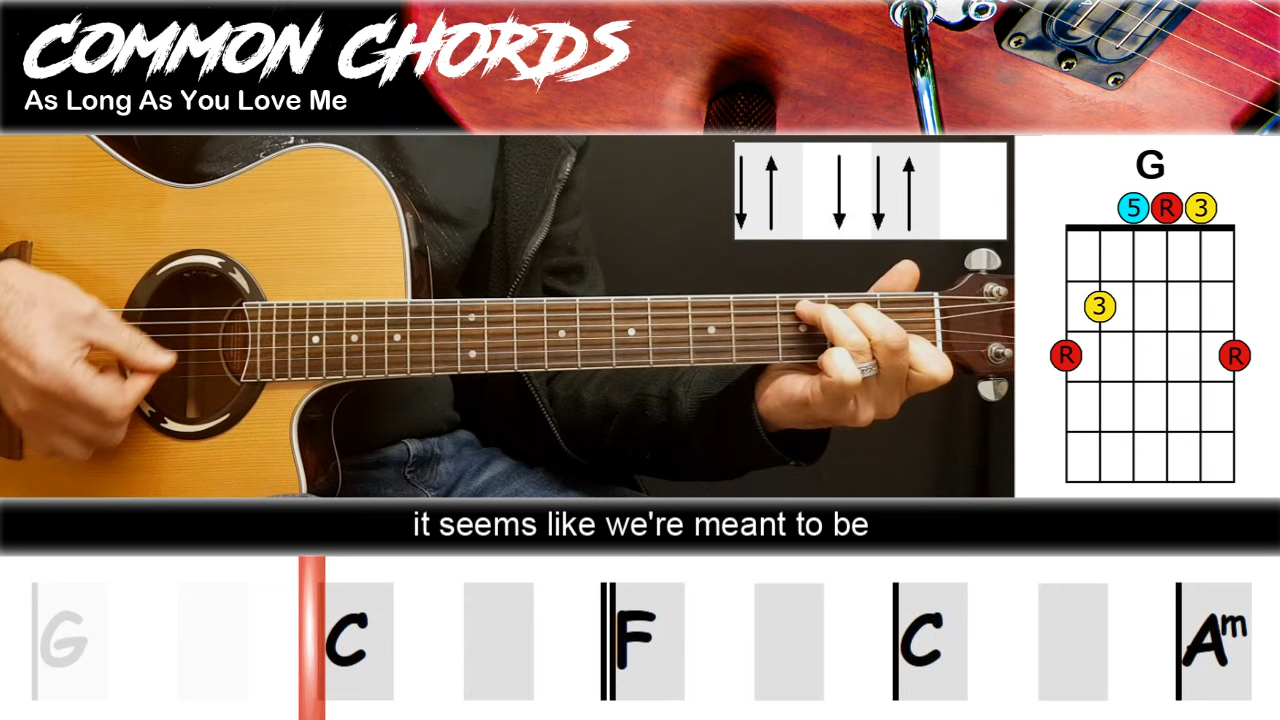 COMMON CHORDS
As Long As You Love Me
G
5 R 3
3
R R
it seems like we're meant to be
G C F C Am